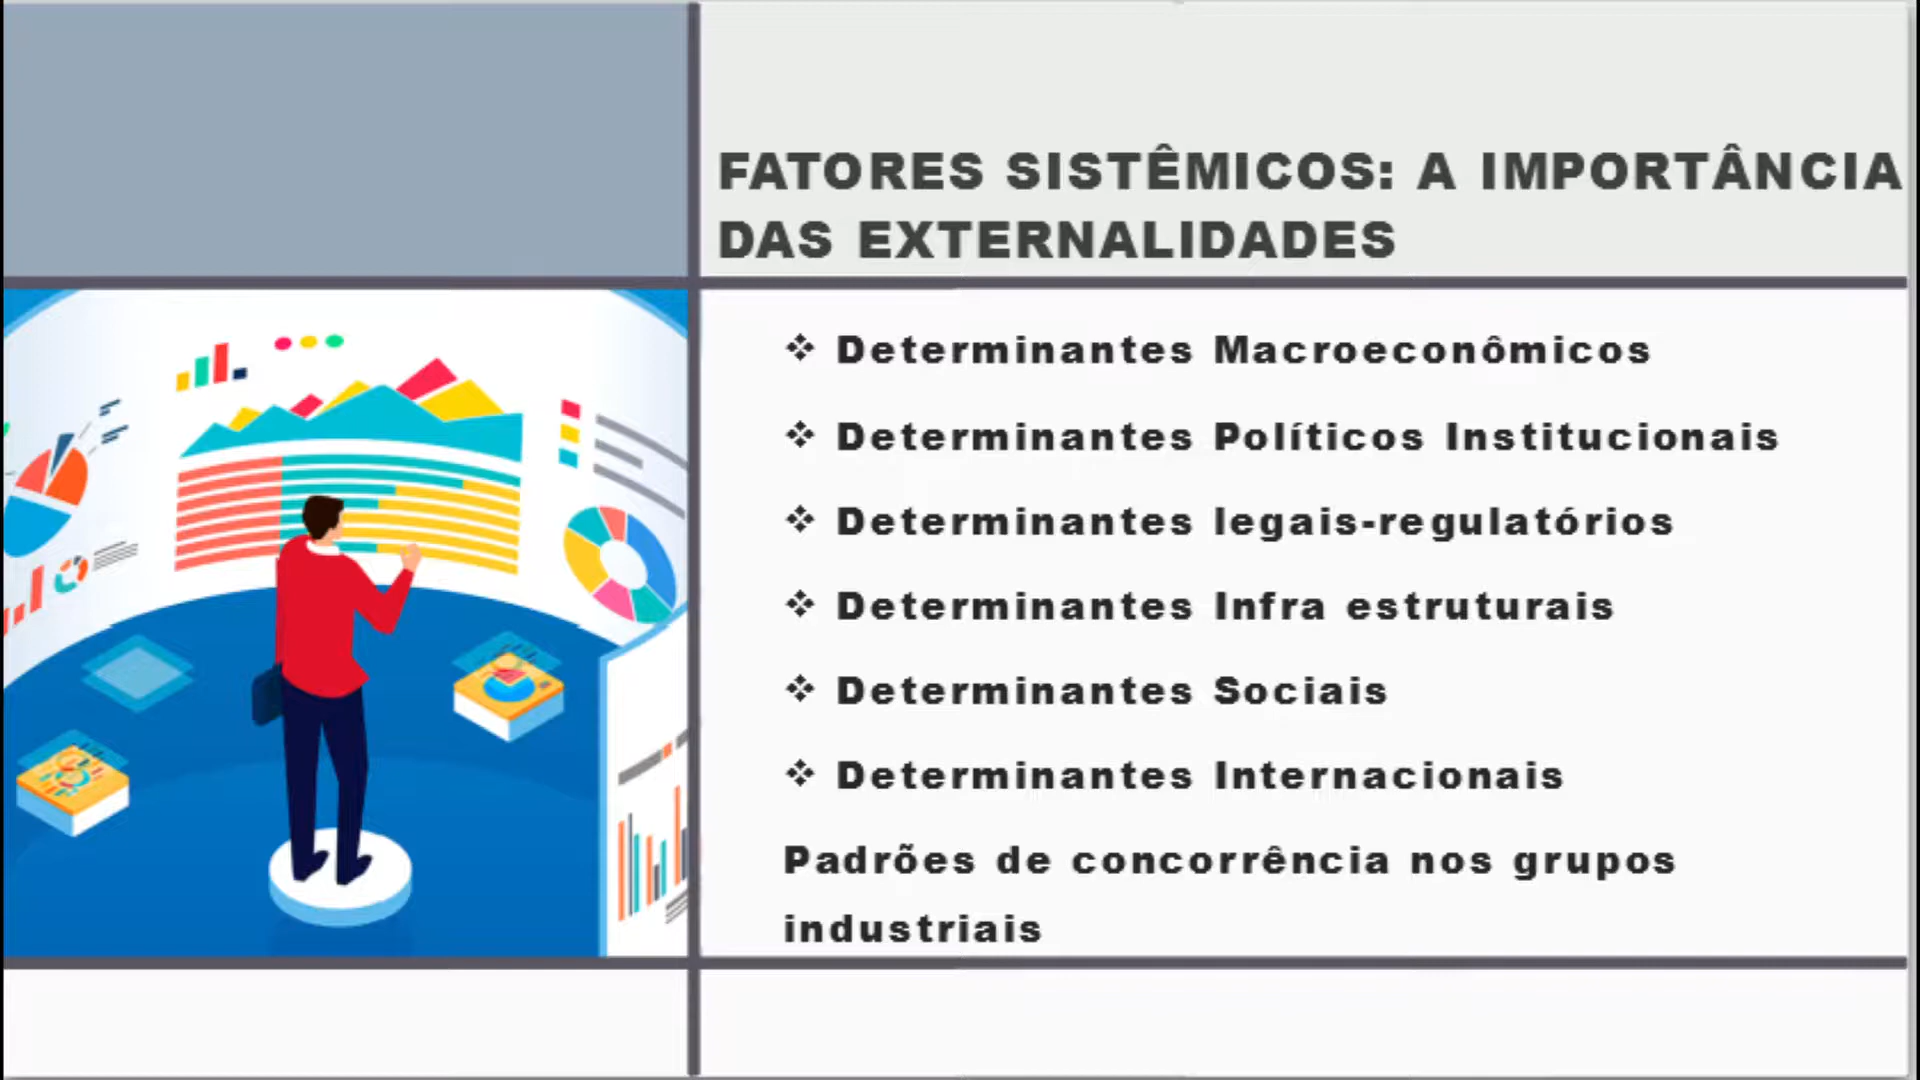 FATORES SISTÊMICOS: A IMPORTÂNCIA
DAS EXTERNALIDADES
❖ Determinantes Macroeconômicos
❖ Determinantes Políticos Institucionais
❖ Determinantes legais-regulatórios
❖ Determinantes Infra estruturais
❖ Determinantes Sociais
❖ Determinantes Internacionais
Padrões de concorrência nos grupos
industriais